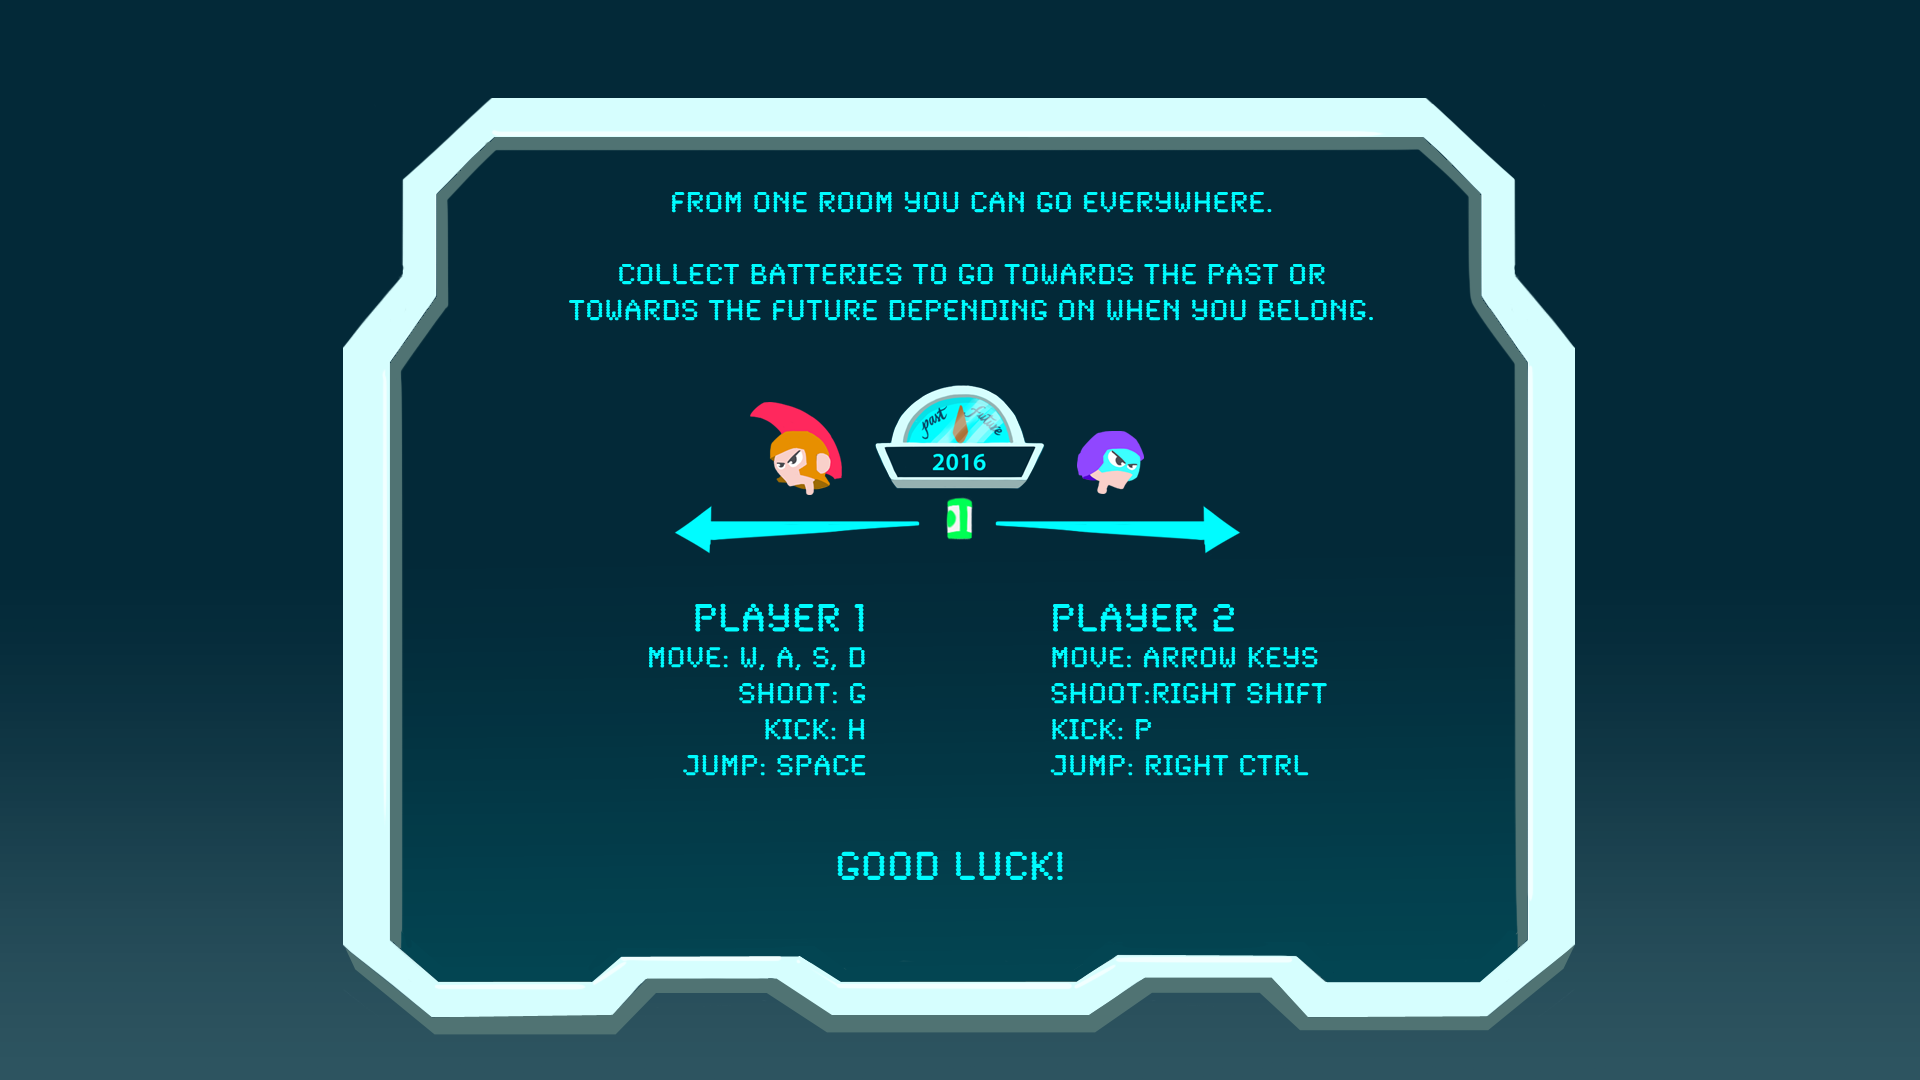 FROM ONE ROOM YOU CAN GO EVERYWHERE.
COLLECT BATTERIES TO GO TOWARDS THE PAST OR
TOWARDS THE FUTURE DEPENDING ON WHEN YOU BELONG.
past future
2016
PLAYER 1
MOVE: W, A, S, D
SHOOT: G
KICK: H
JUMP: SPACE
PLAYER 2
MOVE: ARROW KEYS
SHOOT:RIGHT SHIFT
KICK: P
JUMP: RIGHT CTRL
GOOD LUCK!